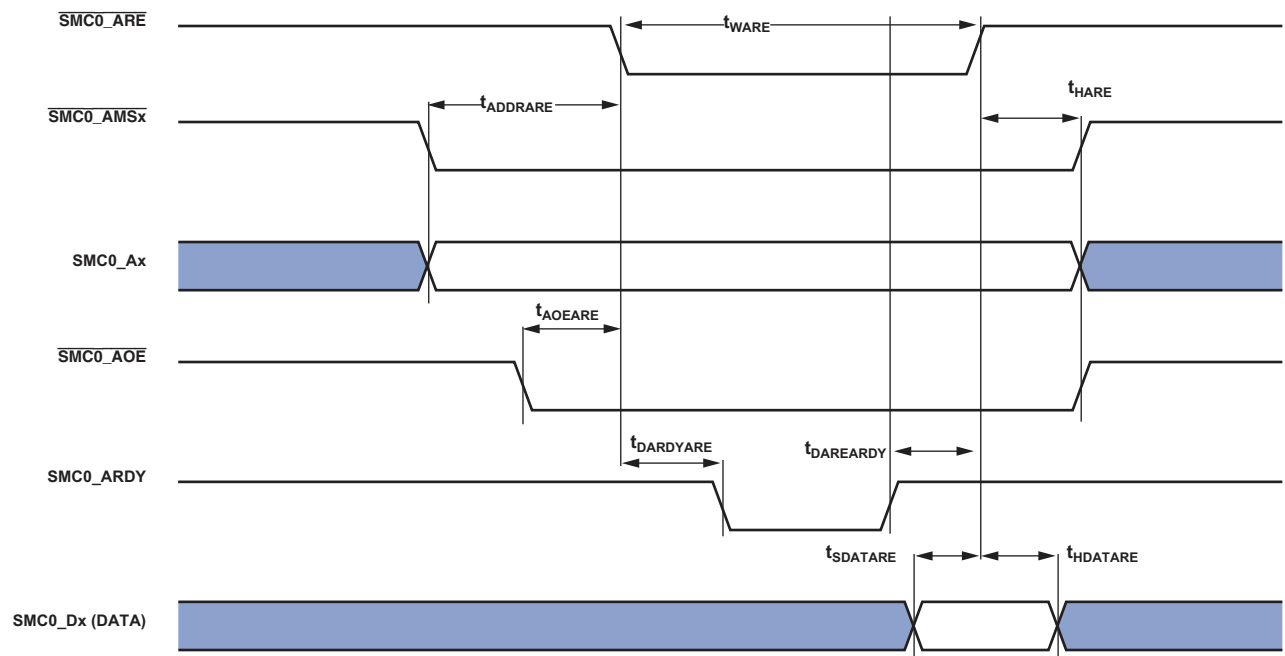 SMC0_ARE
tWARE
tHARE
tADDRARE
SMC0_AMSx
SMC0_Ax
tAOEARE
SMC0_AOE
tDARDYARE
tDAREARDY
SMC0_ARDY
tSDATARE
tHDATARE
SMC0_Dx (DATA)